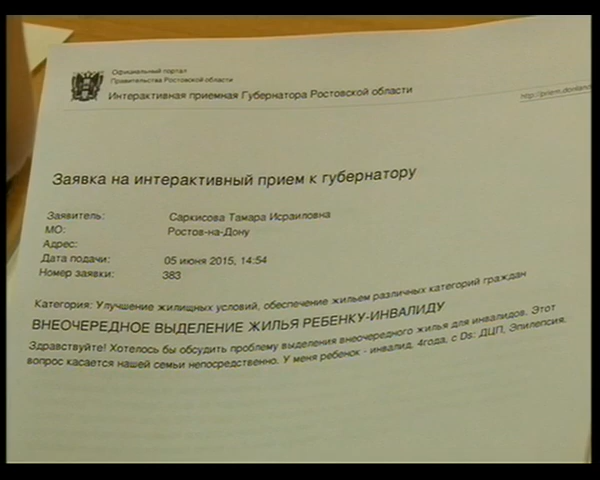 Официальный портал
Правительства Ростовской области
Интерактивная приемная Губернатора Ростовской области
http://priem.donland
Заявка на интерактивный прием к губернатору
Заявитель: Саркисова Тамара Исраиловна
МО: Ростов-на-Дону
Адрес:
Дата подачи: 05 июня 2015, 14:54
Номер заявки: 383
Категория: Улучшение жилищных условий, обеспечение жильем различных категорий граждан
ВНЕОЧЕРЕДНОЕ ВЫДЕЛЕНИЕ ЖИЛЬЯ РЕБЕНКУ-ИНВАЛИДУ
Здравствуйте! Хотелось бы обсудить проблему выделения внеочередного жилья для инвалидов. Этот
вопрос касается нашей семьи непосредственно. У меня ребенок - инвалид, 4года, с Ds: ДЦП, Эпилепсия.